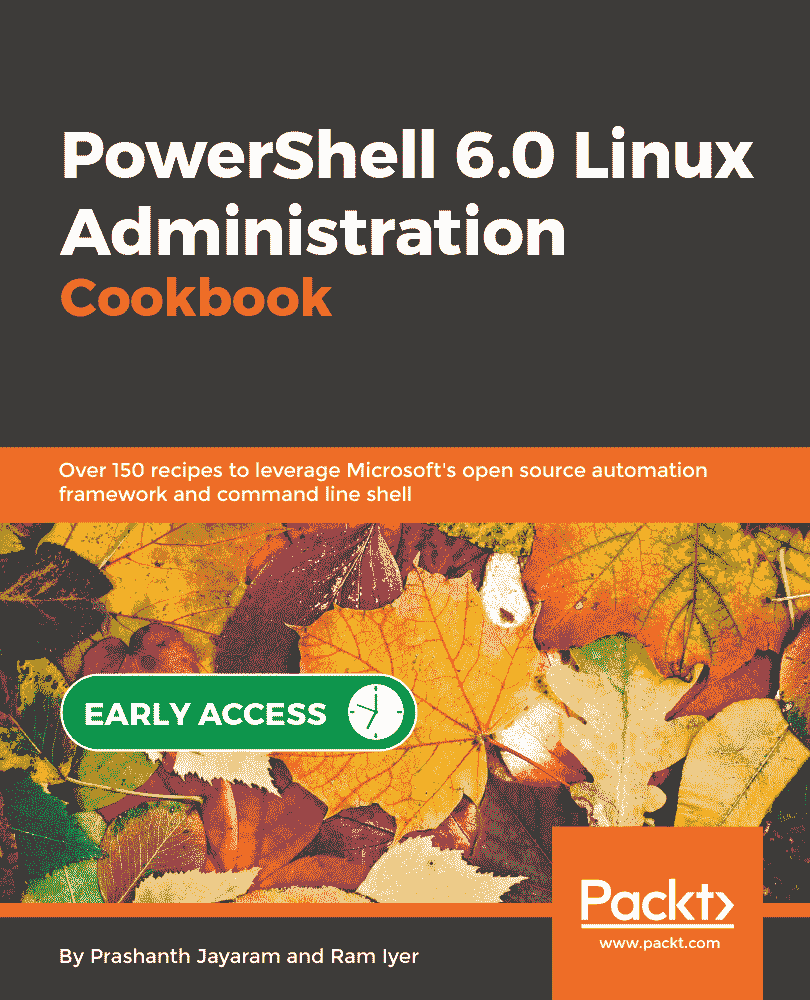 PowerShell 6.0 Linux
Administration
Cookbook
Over 150 recipes to leverage Microsoft's open source automation
framework and command line shell
EARLY ACCESS
Packt>
www.packt.com
By Prashanth Jayaram and Ram Iyer